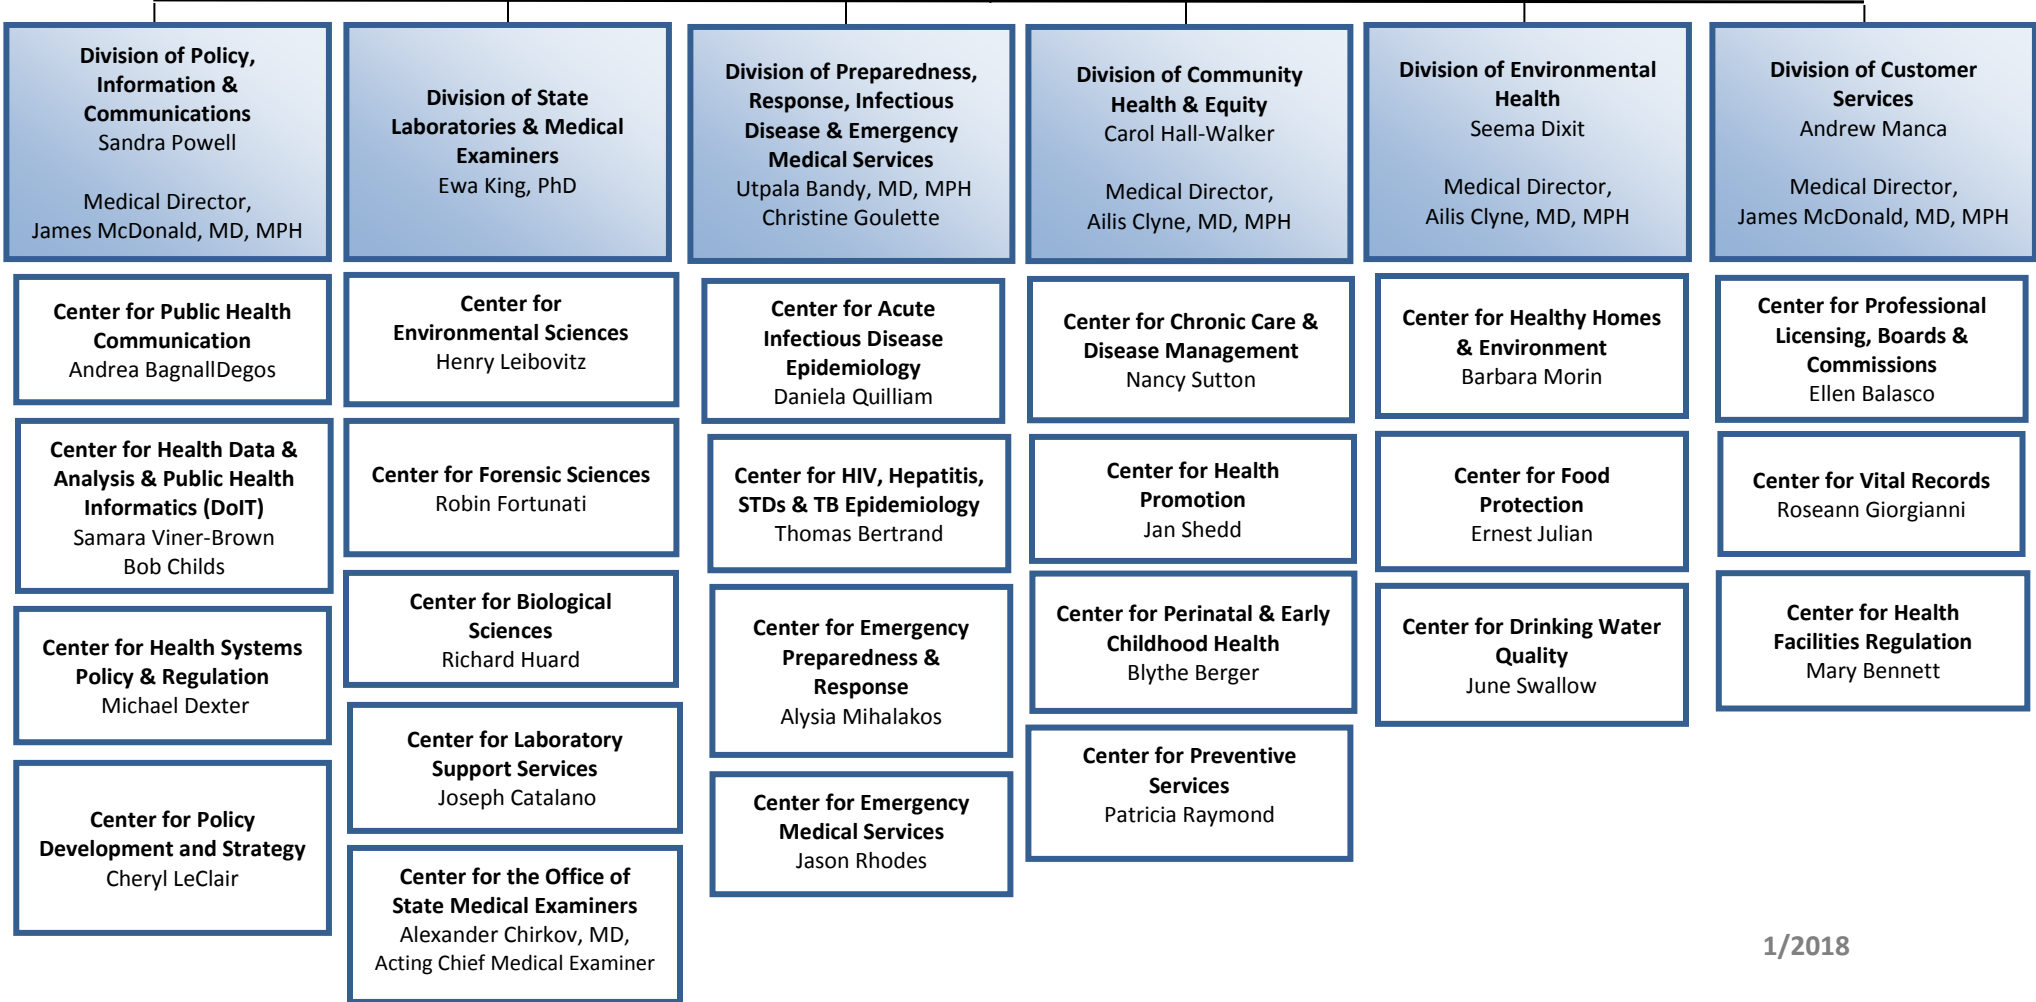 Division of Policy,
Information &
Communications
Sandra Powell
Medical Director,
James McDonald, MD, MPH
Center for Public Health
Communication
Andrea BagnallDegos
Center for Health Data &
Analysis & Public Health
Informatics (DoIT)
Samara Viner-Brown
Bob Childs
Center for Health Systems
Policy & Regulation
Michael Dexter
Center for Policy
Development and Strategy
Cheryl LeClair
Division of State
Laboratories & Medical
Examiners
Ewa King, PhD
Center for
Environmental Sciences
Henry Leibovitz
Center for Forensic Sciences
Robin Fortunati
Center for Biological
Sciences
Richard Huard
Center for Laboratory
Support Services
Joseph Catalano
Center for the Office of
State Medical Examiners
Alexander Chirkov, MD,
Acting Chief Medical Examiner
Division of Preparedness,
Response, Infectious
Disease & Emergency
Medical Services
Utpala Bandy, MD, MPH
Christine Goulette
Center for Acute
Infectious Disease
Epidemiology
Daniela Quilliam
Center for HIV, Hepatitis,
STDs & TB Epidemiology
Thomas Bertrand
Center for Emergency
Preparedness &
Response
Alysia Mihalakos
Center for Emergency
Medical Services
Jason Rhodes
Division of Community
Health & Equity
Carol Hall-Walker
Medical Director,
Ailis Clyne, MD, MPH
Center for Chronic Care &
Disease Management
Nancy Sutton
Center for Health
Promotion
Jan Shedd
Center for Perinatal & Early
Childhood Health
Blythe Berger
Center for Preventive
Services
Patricia Raymond
Division of Environmental
Health
Seema Dixit
Medical Director,
Ailis Clyne, MD, MPH
Center for Healthy Homes
& Environment
Barbara Morin
Center for Food
Protection
Ernest Julian
Center for Drinking Water
Quality
June Swallow
Division of Customer
Services
Andrew Manca
Medical Director,
James McDonald, MD, MPH
Center for Professional
Licensing, Boards &
Commissions
Ellen Balasco
Center for Vital Records
Roseann Giorgianni
Center for Health
Facilities Regulation
Mary Bennett
1/2018